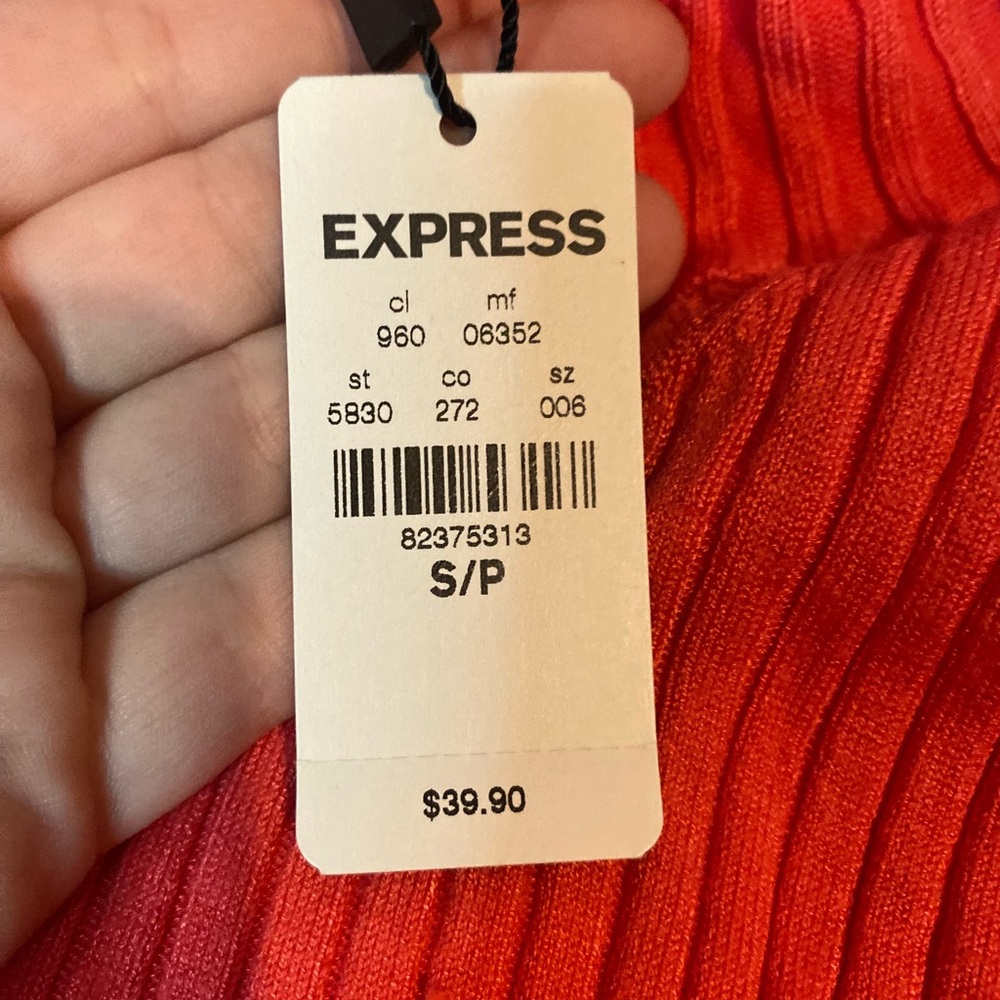 EXPRESS
cl mf
960 06352
st co sz
5830 272 006
82375313
S/P
$39.90